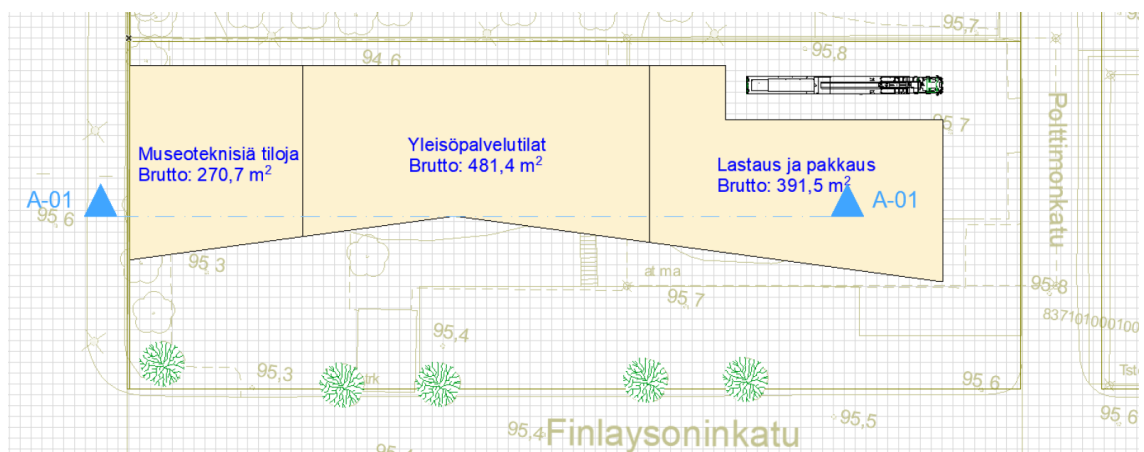 95,7
95,8
94,6
95,7
Museoteknisiä tiloja
Brutto: 270,7 m²
Yleisöpalvelutilat
Brutto: 481,4 m²
Lastaus ja pakkaus
Brutto: 391,5 m²
Polttimonkatu
A-01
A-01
95,6
95,3
at ma
95,7
95,8
837101000100
95,4
95,3
trk
95,6
Tste
95,4
Finlaysoninkatu
95,5
95,6